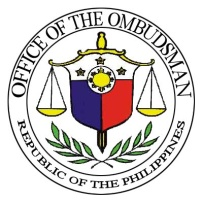 OFFICE OF THE OMBUDSMAN
REPUBLIC OF THE PHILIPPINES